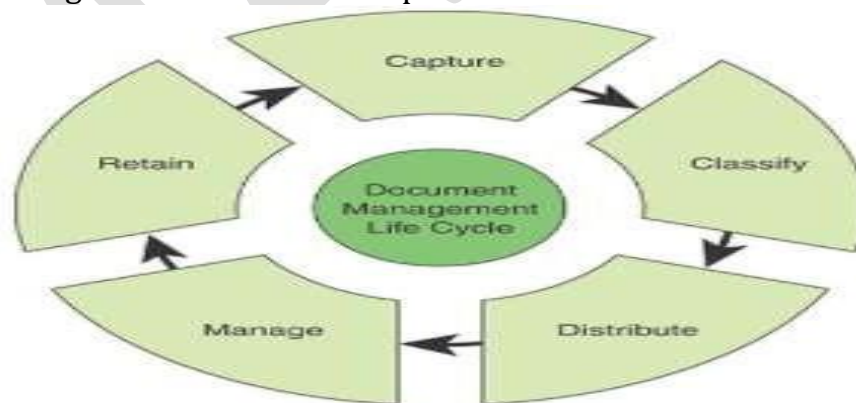 Capture
Classify
Distribute
Manage
Retain
Document
Management
Life Cycle